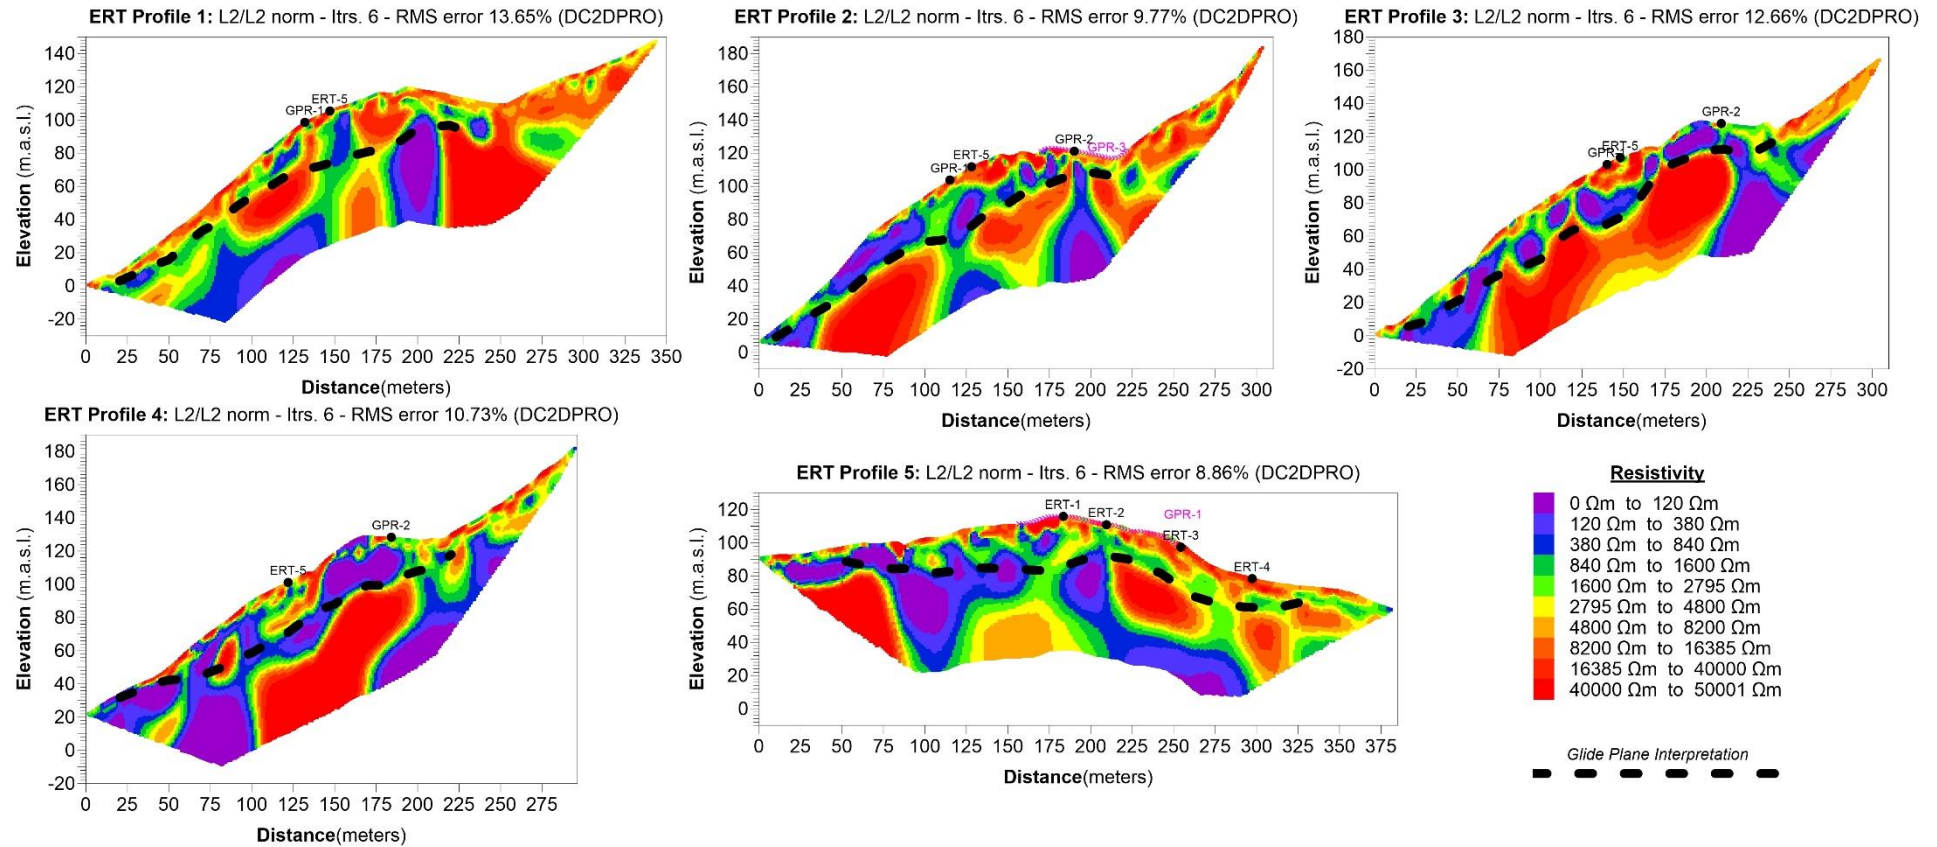 ERT Profile 1: L2/L2 norm - Itrs. 6 - RMS error 13.65% (DC2DPRO)
140
120
100
80
60
40
20
0
-20
Elevation (m.a.s.l.)
ERT-5
GPR-1
0 25 50 75 100 125 150 175 200 225 250 275 300 325 350
Distance(meters)
ERT Profile 2: L2/L2 norm - Itrs. 6 - RMS error 9.77% (DC2DPRO)
180
160
140
120
100
80
60
40
20
0
Elevation (m.a.s.l.)
GPR-2
GPR-3
ERT-5
GPR-1
0 25 50 75 100 125 150 175 200 225 250 275 300
Distance(meters)
ERT Profile 3: L2/L2 norm - Itrs. 6 - RMS error 12.66% (DC2DPRO)
180
160
140
120
100
80
60
40
20
0
-20
Elevation (m.a.s.l.)
GPR-2
ERT-5
0 25 50 75 100 125 150 175 200 225 250 275 300
Distance(meters)
ERT Profile 4: L2/L2 norm - Itrs. 6 - RMS error 10.73% (DC2DPRO)
180
160
140
120
100
80
60
40
20
0
-20
Elevation (m.a.s.l.)
GPR-2
ERT-5
0 25 50 75 100 125 150 175 200 225 250 275
Distance(meters)
ERT Profile 5: L2/L2 norm - Itrs. 6 - RMS error 8.86% (DC2DPRO)
120
100
80
60
40
20
0
Elevation (m.a.s.l.)
ERT-1
ERT-2
GPR-1
ERT-3
ERT-4
0 25 50 75 100 125 150 175 200 225 250 275 300 325 350 375
Distance(meters)
Resistivity
0 Ωm to 120 Ωm
120 Ωm to 380 Ωm
380 Ωm to 840 Ωm
840 Ωm to 1600 Ωm
1600 Ωm to 2795 Ωm
2795 Ωm to 4800 Ωm
4800 Ωm to 8200 Ωm
8200 Ωm to 16385 Ωm
16385 Ωm to 40000 Ωm
40000 Ωm to 50001 Ωm
Glide Plane Interpretation